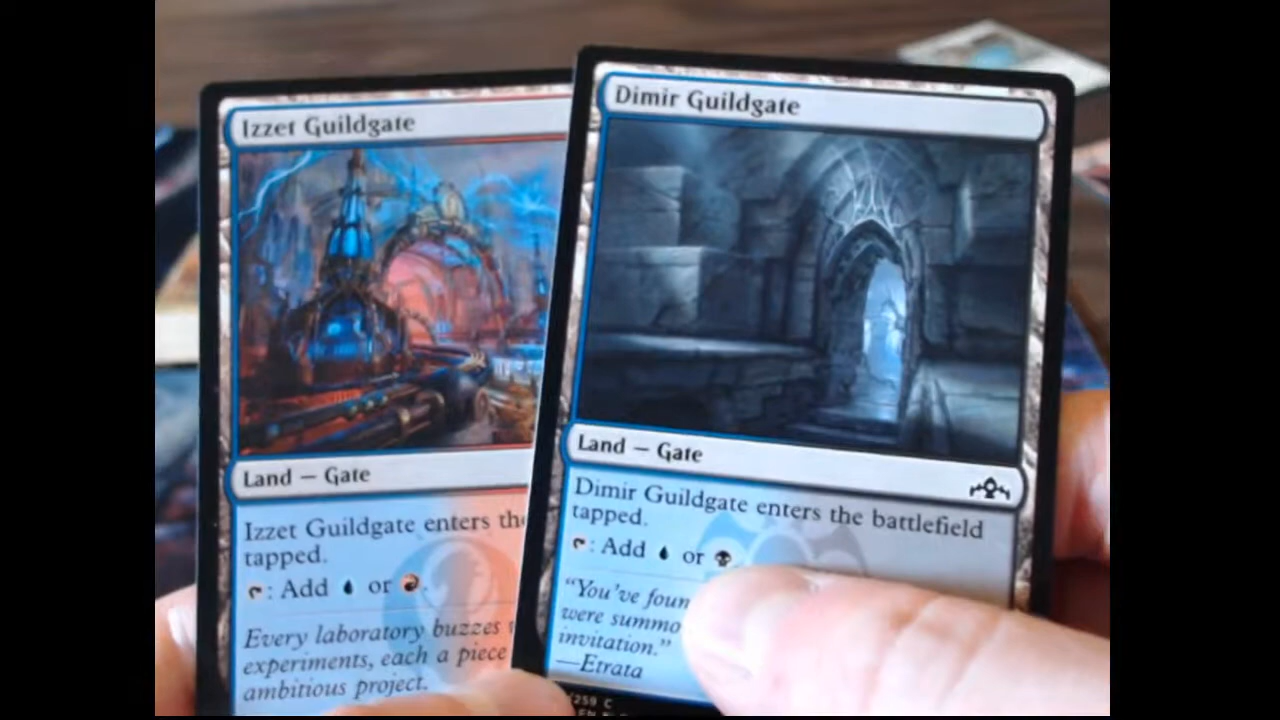 Izzet Guildgate
Land — Gate
Izzet Guildgate enters the
tapped.
: Add or .
Every laboratory buzzes
experiments, each a piece
ambitious project.
Dimir Guildgate
Land — Gate
Dimir Guildgate enters the battlefield
tapped.
: Add or
"You've foun
were summo
invitation."
—Etrata
/259 C